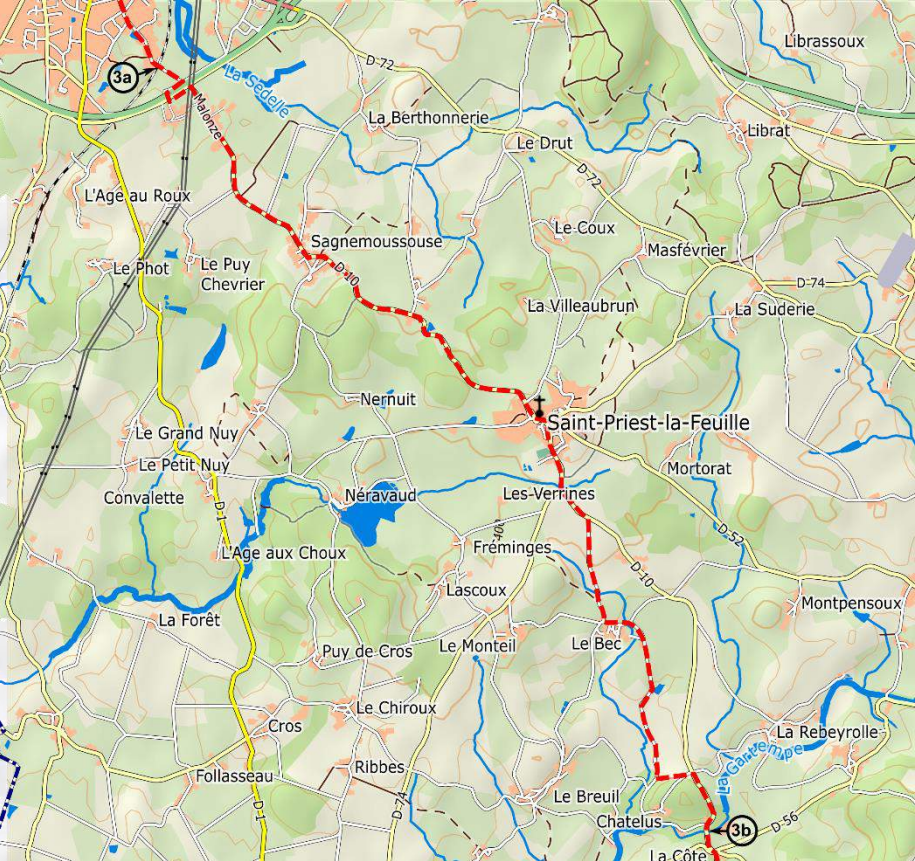 Librassoux
D-72
3a
La Sédelle
Malonze
La Berthonnerie
Le Drut
Librat
D-72
L'Age au Roux
Le Coux
Sagnemoussouse
Masfévrier
Le Phot
Le Puy
Chevrier
D-10
D-74
La Villeaubrun
La Suderie
Nernuit
Saint-Priest-la-Feuille
Le Grand Nuy
Le Petit Nuy
Mortorat
Convalette
Néravaud
Les-Verrines
D-1
400
D-52
L'Age aux Choux
Fréminges
D-10
Lascoux
Montpensoux
La Forêt
Le Monteil
Le Bec
Puy de Cros
Le Chiroux
Cros
La Rebeyrolle
La Gartempe
Follasseau
Ribbes
D-1
D-74
Le Breuil
Chatelus
3b
D-56
La Côte